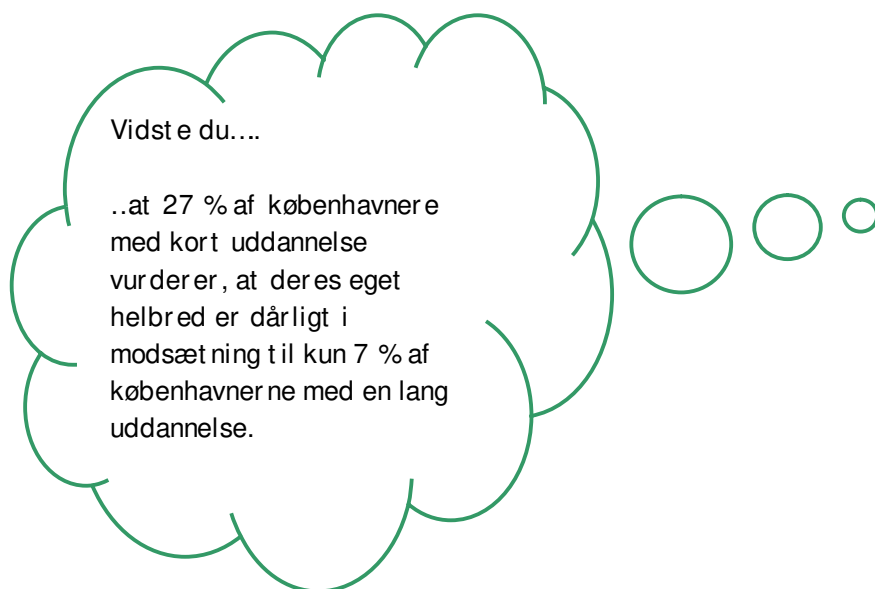 Vidste du....
..at 27 % af københavnere
med kort uddannelse
vurderer, at deres eget
helbred er dårligt i
modsætning til kun 7 % af
københavnerne med en lang
uddannelse.